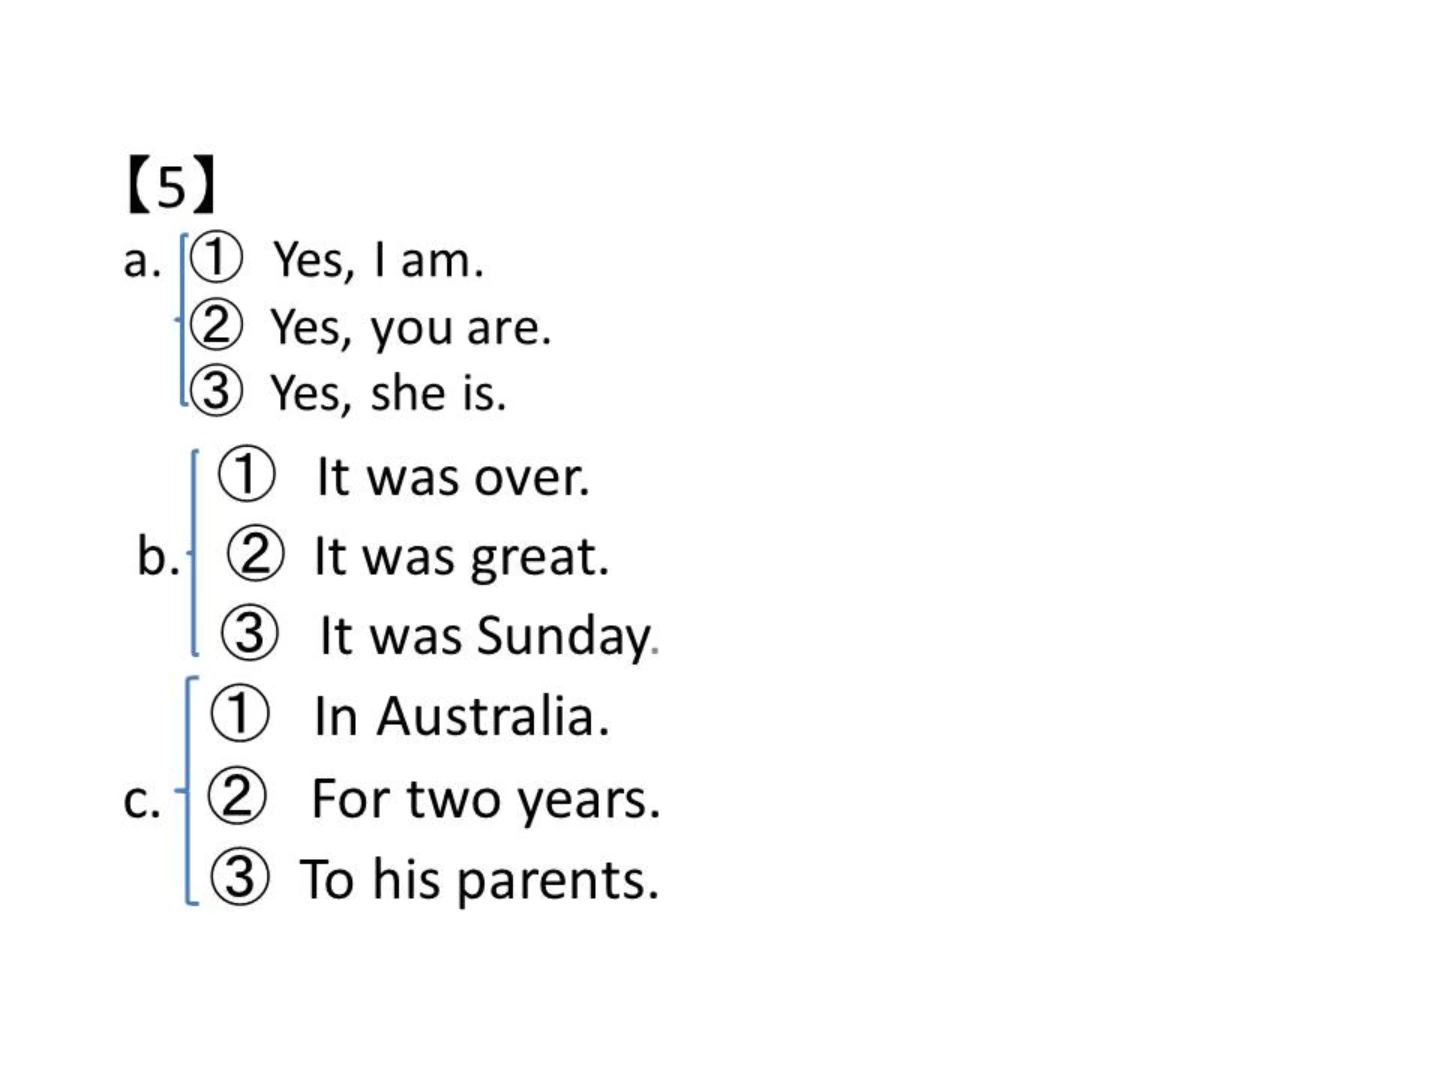 【5】
a. ① Yes, I am.
② Yes, you are.
③ Yes, she is.
① It was over.
b. ② It was great.
③ It was Sunday.
① In Australia.
c. ② For two years.
③ To his parents.